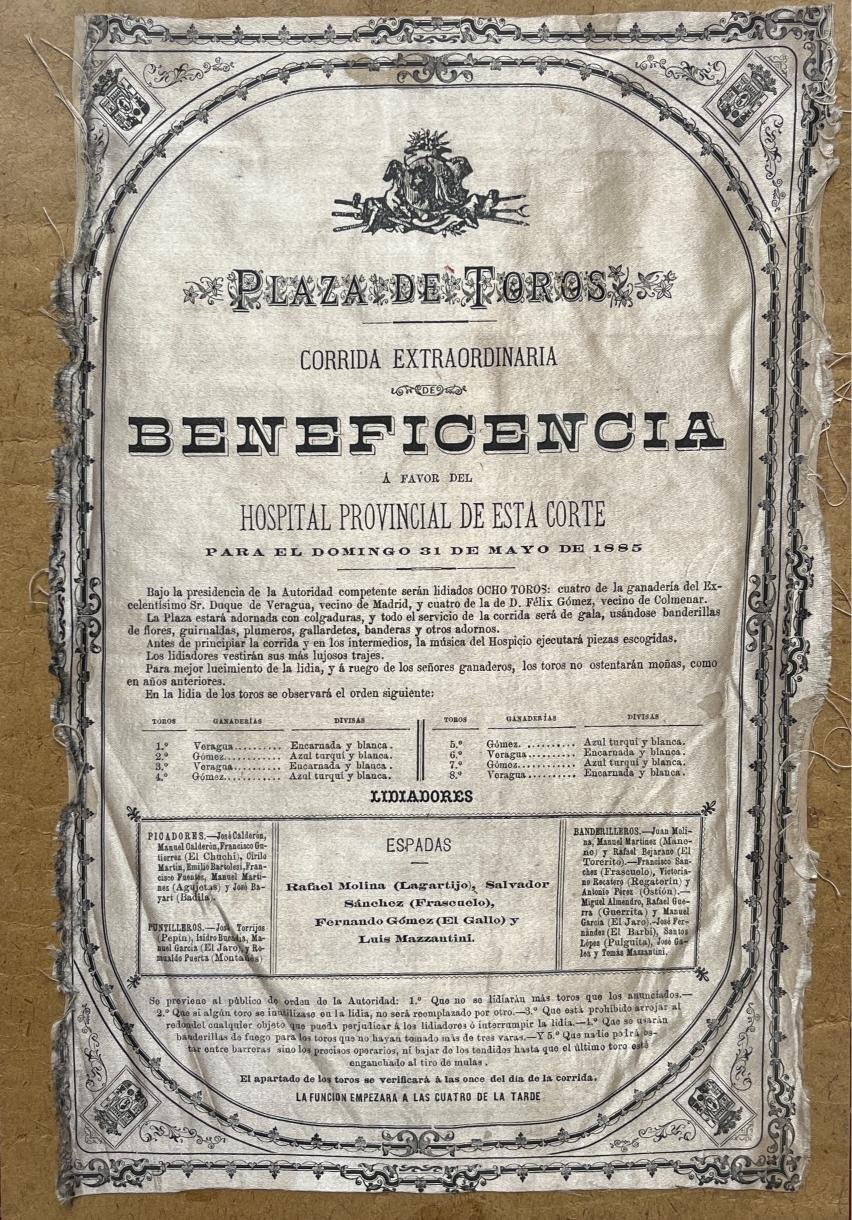 PLAZA DE TOROS
CORRIDA EXTRAORDINARIA
DE
BENEFICENCIA
Á FAVOR DEL
HOSPITAL PROVINCIAL DE ESTA CORTE
PARA EL DOMINGO 31 DE MAYO DE 1885
Bajo la presidencia de la Autoridad competente serán lidiados OCHO TOROS: cuatro de la ganadería del Ex-
celentísimo Sr. Duque de Veragua, vecino de Madrid, y cuatro de la de D. Félix Gómez, vecino de Colmenar.
La Plaza estará adornada con colgaduras, y todo el servicio de la corrida será de gala, usándose banderillas
de flores, guirnaldas, plumeros, gallardetes, banderas y otros adornos.
Antes de principiar la corrida y en los intermedios, la música del Hospicio ejecutará piezas escogidas.
Los lidiadores vestirán sus más lujosos trajes.
Para mejor lucimiento de la lidia, y á ruego de los señores ganaderos, los toros no ostentarán moñas, como
en años anteriores.
En la lidia de los toros se observará el orden siguiente:
TOROS GANADERÍAS DIVISAS
1.º Veragua.......... Encarnada y blanca.
2.º Gómez............ Azul turquí y blanca.
3.º Veragua.......... Encarnada y blanca.
4.º Gómez............ Azul turquí y blanca.
TOROS GANADERÍAS DIVISAS
5.º Gómez. .......... Azul turquí y blanca.
6.º Veragua.......... Encarnada y blanca.
7.º Gómez............ Azul turquí y blanca.
8.º Veragua.......... Encarnada y blanca.
LIDIADORES
PICADORES.—José Calderón,
Manuel Calderón, Francisco Gu-
tierrez (El Chuchi), Cirilo
Martín, Emilio Bartolesi, Fran-
cisco Fuentes, Manuel Martí-
nez (Agujetas) y José Ba-
yart (Badila).
PUNTILLEROS.—José Torrijos
(Pepin), Isidro Buendía, Ma-
nuel García (El Jaro), y Ro-
mualdo Puerta (Montañés)
ESPADAS
Rafael Molina (Lagartijo), Salvador
Sánchez (Frascuelo),
Fernando Gómez (El Gallo) y
Luis Mazzantini.
BANDERILLEROS.—Juan Moli-
na, Manuel Martínez (Mane-
ne) y Rafael Bejarano (El
Torerito).—Francisco Sán-
chez (Frascuelo), Victoria-
no Recatero (Regaterín) y
Antonio Pérez (Ostión).—
Miguel Almendro, Rafael Gue-
rra (Guerrita) y Manuel
García (El Jaro).-José Fer-
nández (El Barbi), Santos
López (Pulguita), José Ga-
lea y Tomás Mazzantini.
Se previene al público de orden de la Autoridad: 1.º Que no se lidiarán más toros que los anunciados.—
2.º Que si algún toro se inutilizase en la lidia, no será reemplazado por otro.—3.º Que está prohibido arrojar al
redondel cualquier objeto que pueda perjudicar á los lidiadores ó interrumpir la lidia.—4.º Que se usarán
banderillas de fuego para los toros que no hayan tomado más de tres varas.—Y 5.º Que nadie podrá es-
tar entre barreras sino los precisos operarios, ni bajar de los tendidos hasta que el último toro esté
enganchado al tiro de mulas.
El apartado de los toros se verificará á las once del día de la corrida.
LA FUNCION EMPEZARA A LAS CUATRO DE LA TARDE